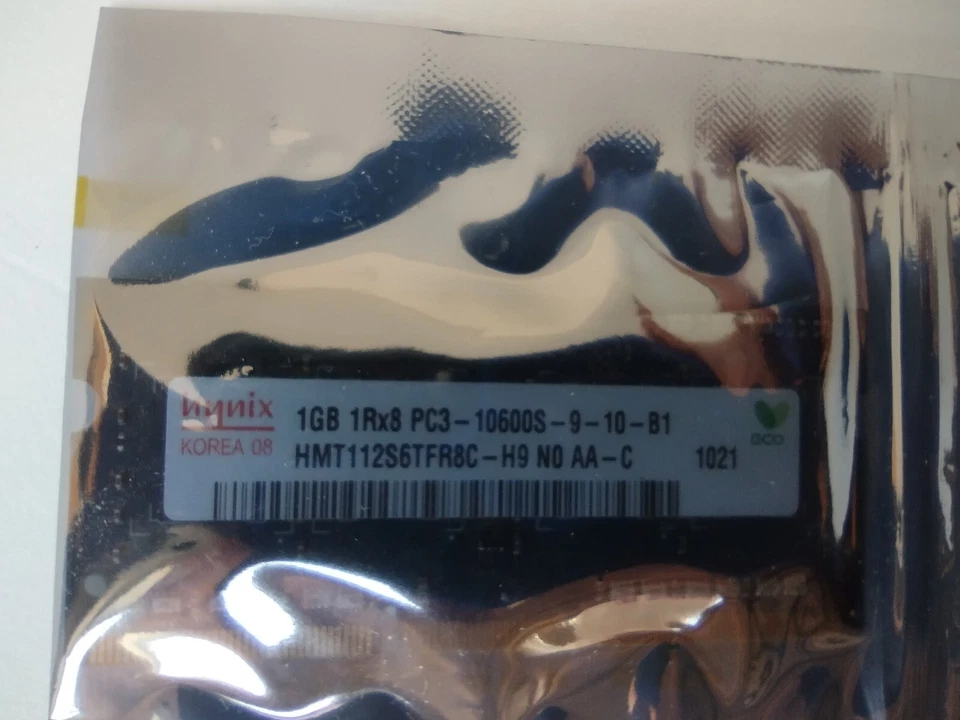 hynix
1GB 1Rx8 PC3-10600S-9-10-B1
KOREA 08
HMT112S6TFR8C-H9 N0 AA-C
1021
eco